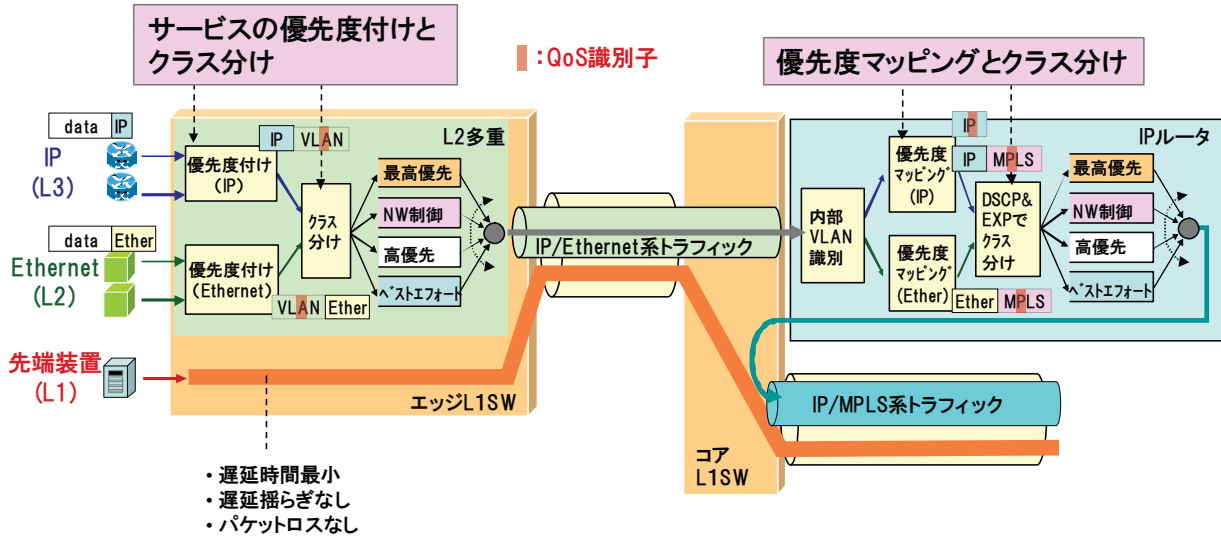 サービスの優先度付けと
クラス分け
:QoS識別子
優先度マッピングとクラス分け
data IP
IP
(L3)
優先度付け
(IP)
IP VLAN
L2多重
クラス
分け
最高優先
NW制御
高優先
ベストエフォート
data Ether
Ethernet
(L2)
優先度付け
(Ethernet)
VLAN Ether
先端装置
(L1)
エッジL1SW
IP/Ethernet系トラフィック
・遅延時間最小
・遅延揺らぎなし
・パケットロスなし
コア
L1SW
IPルータ
内部
VLAN
識別
優先度
マッピング
(IP)
IP
IP MPLS
優先度
マッピング
(Ether)
Ether MPLS
DSCP&
EXPで
クラス
分け
最高優先
NW制御
高優先
ベストエフォート
IP/MPLS系トラフィック